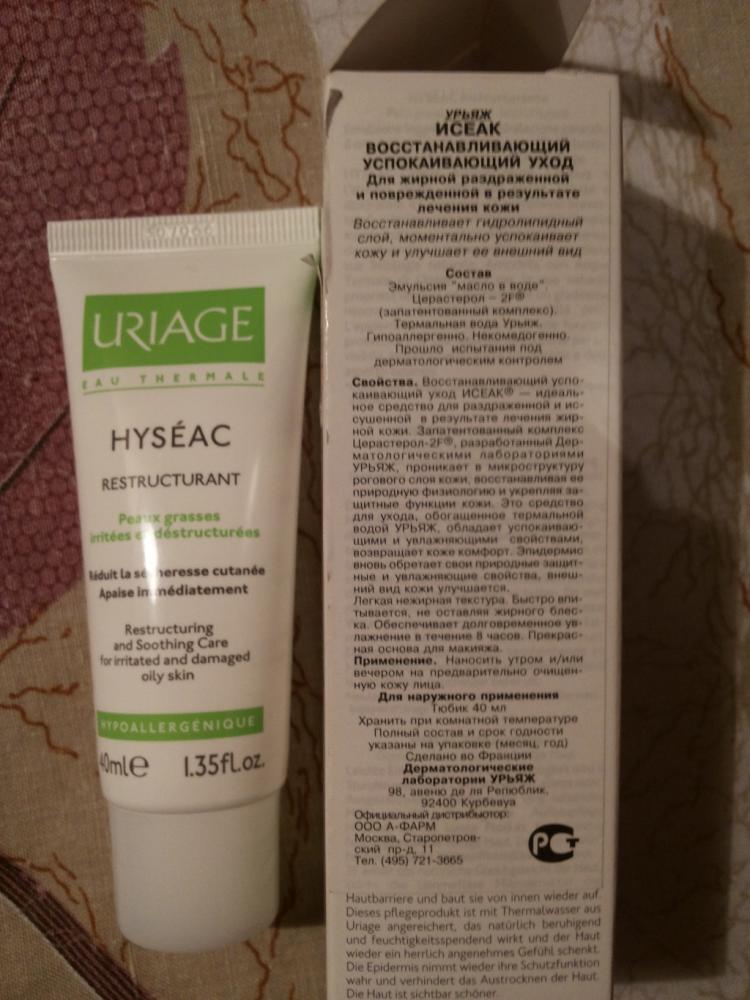 URIAGE
EAU THERMALE
HYSÉAC
RESTRUCTURANT
Peaux grasses
irritées et déstructurées
Réduit la sécheresse cutanée
Apaise immédiatement
Restructuring
and Soothing Care
for irritated and damaged
oily skin
HYPOALLERGÉNIQUE
40ml e 1.35fl.oz.
УРЬЯЖ
ИСЕАК
ВОССТАНАВЛИВАЮЩИЙ
УСПОКАИВАЮЩИЙ УХОД
Для жирной раздраженной
и поврежденной в результате
лечения кожи
Восстанавливает гидролипидный
слой, моментально успокаивает
кожу и улучшает ее внешний вид
Состав
Эмульсия "масло в воде".
Церастерол – 2F®
(запатентованный комплекс).
Термальная вода Урьяж.
Гипоаллергенно. Некомедогенно.
Прошло испытания под
дерматологическим контролем
Свойства. Восстанавливающий успо-
каивающий уход ИСЕАК® — идеаль-
ное средство для раздраженной и ис-
сушенной в результате лечения жир-
ной кожи. Запатентованный комплекс
Церастерол-2F®, разработанный Дер-
матологическими лабораториями
УРЬЯЖ, проникает в микроструктуру
рогового слоя кожи, восстанавливая ее
природную физиологию и укрепляя за-
щитные функции кожи. Это средство
для ухода, обогащенное термальной
водой УРЬЯЖ, обладает успокаиваю-
щими и увлажняющими свойствами,
возвращает коже комфорт. Эпидермис
вновь обретает свои природные защит-
ные и увлажняющие свойства, внеш-
ний вид кожи улучшается.
Легкая нежирная текстура. Быстро впи-
тывается, не оставляя жирного блес-
ка. Обеспечивает долговременное ув-
лажнение в течение 8 часов. Прекрас-
ная основа для макияжа.
Применение. Наносить утром и/или
вечером на предварительно очищен-
ную кожу лица.
Для наружного применения
Тюбик 40 мл
Хранить при комнатной температуре
Полный состав и срок годности
указаны на упаковке (месяц, год)
Сделано во Франции
Дерматологические
лаборатории УРЬЯЖ
98, авеню де ля Репюблик,
92400 Курбевуа
Официальный дистрибьютор:
ООО А-ФАРМ
Москва, Старопетров-
ский пр-д, 11
Тел. (495) 721-3665
РСТ
Hautbarriere und baut sie von innen wieder auf.
Dieses pflegeprodukt ist mit Thermalwasser aus
Uriage angereichert, das natürlich beruhigend
und feuchtigkeitsspendend wirkt und der Haut
wieder ein herrlich angenehmes Gefühl schenkt.
Die Epidermis nimmt wieder ihre Schutzfunktion
wahr und verhindert das Austrocknen der Haut.
Die Haut ist sichtbar schöner.